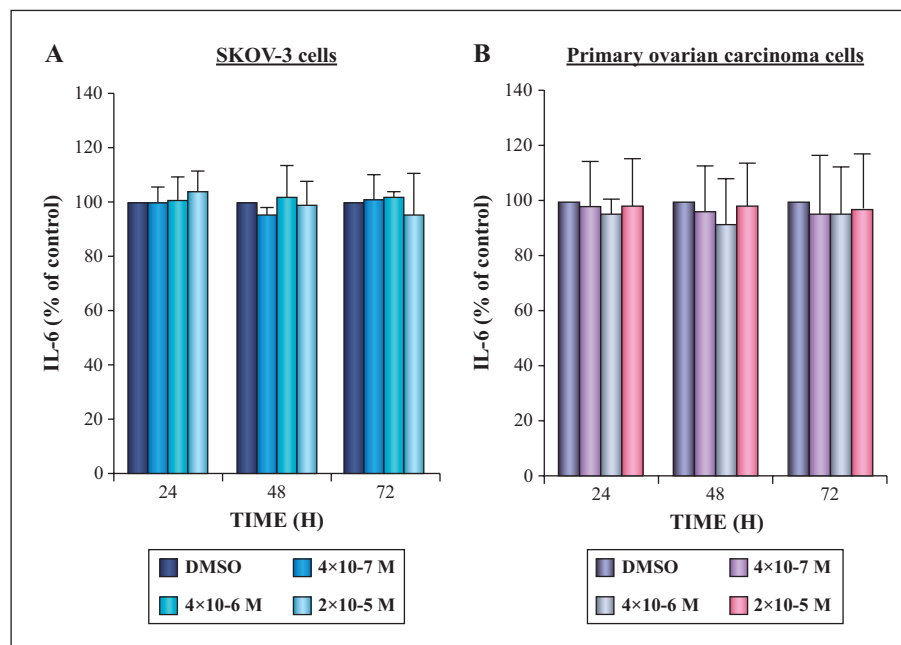 A
SKOV-3 cells
IL-6 (% of control)
140
120
100
80
60
40
20
0
24
48
72
TIME (H)
DMSO
4×10-7 M
4×10-6 M
2×10-5 M
B
Primary ovarian carcinoma cells
IL-6 (% of control)
140
120
100
80
60
40
20
0
24
48
72
TIME (H)
DMSO
4×10-7 M
4×10-6 M
2×10-5 M